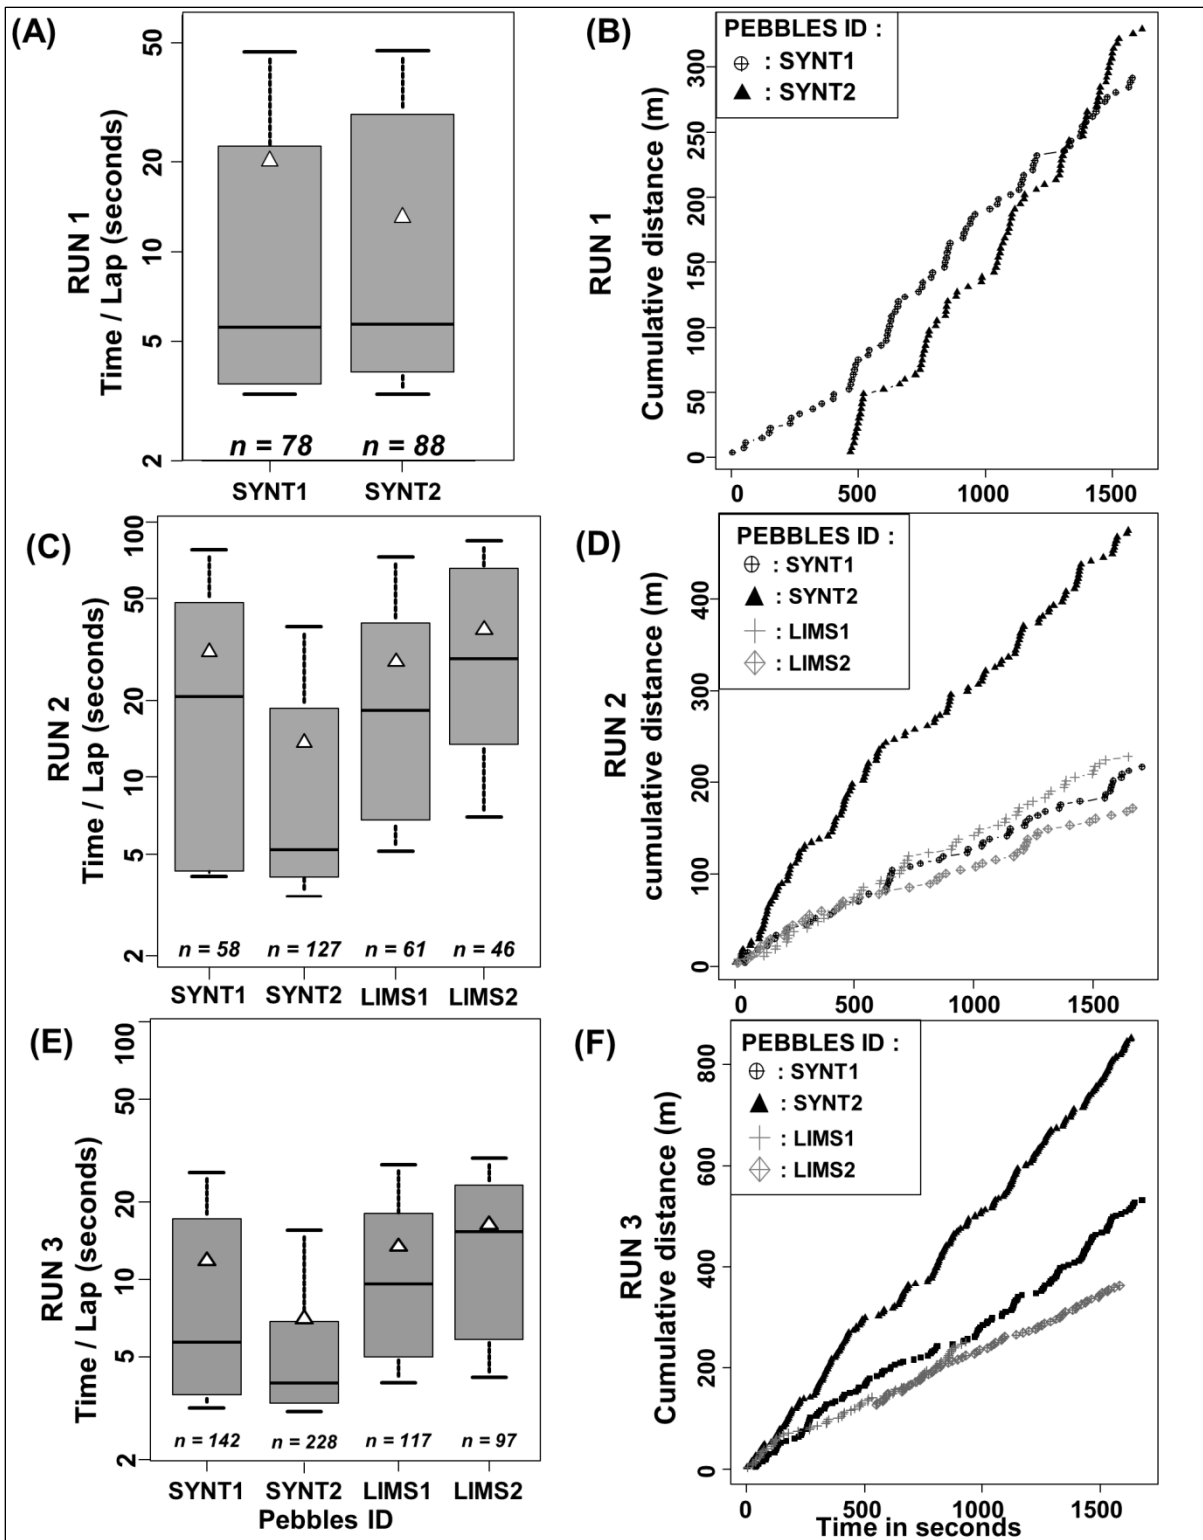 (A)
RUN 1
Time / Lap (seconds)
50
20
10
5
2
n = 78
n = 88
SYNT1
SYNT2
(B)
RUN 1
Cumulative distance (m)
PEBBLES ID :
: SYNT1
: SYNT2
300
250
200
150
100
50
0
0
500
1000
1500
(C)
RUN 2
Time / Lap (seconds)
100
50
20
10
5
2
n = 58
n = 127
n = 61
n = 46
SYNT1
SYNT2
LIMS1
LIMS2
(D)
RUN 2
cumulative distance (m)
PEBBLES ID :
: SYNT1
: SYNT2
: LIMS1
: LIMS2
400
300
200
100
0
0
500
1000
1500
(E)
RUN 3
Time / Lap (seconds)
100
50
20
10
5
2
n = 142
n = 228
n = 117
n = 97
SYNT1
SYNT2
LIMS1
LIMS2
Pebbles ID
(F)
RUN 3
Cumulative distance (m)
PEBBLES ID :
: SYNT1
: SYNT2
: LIMS1
: LIMS2
800
600
400
200
0
0
500
1000
1500
Time in seconds